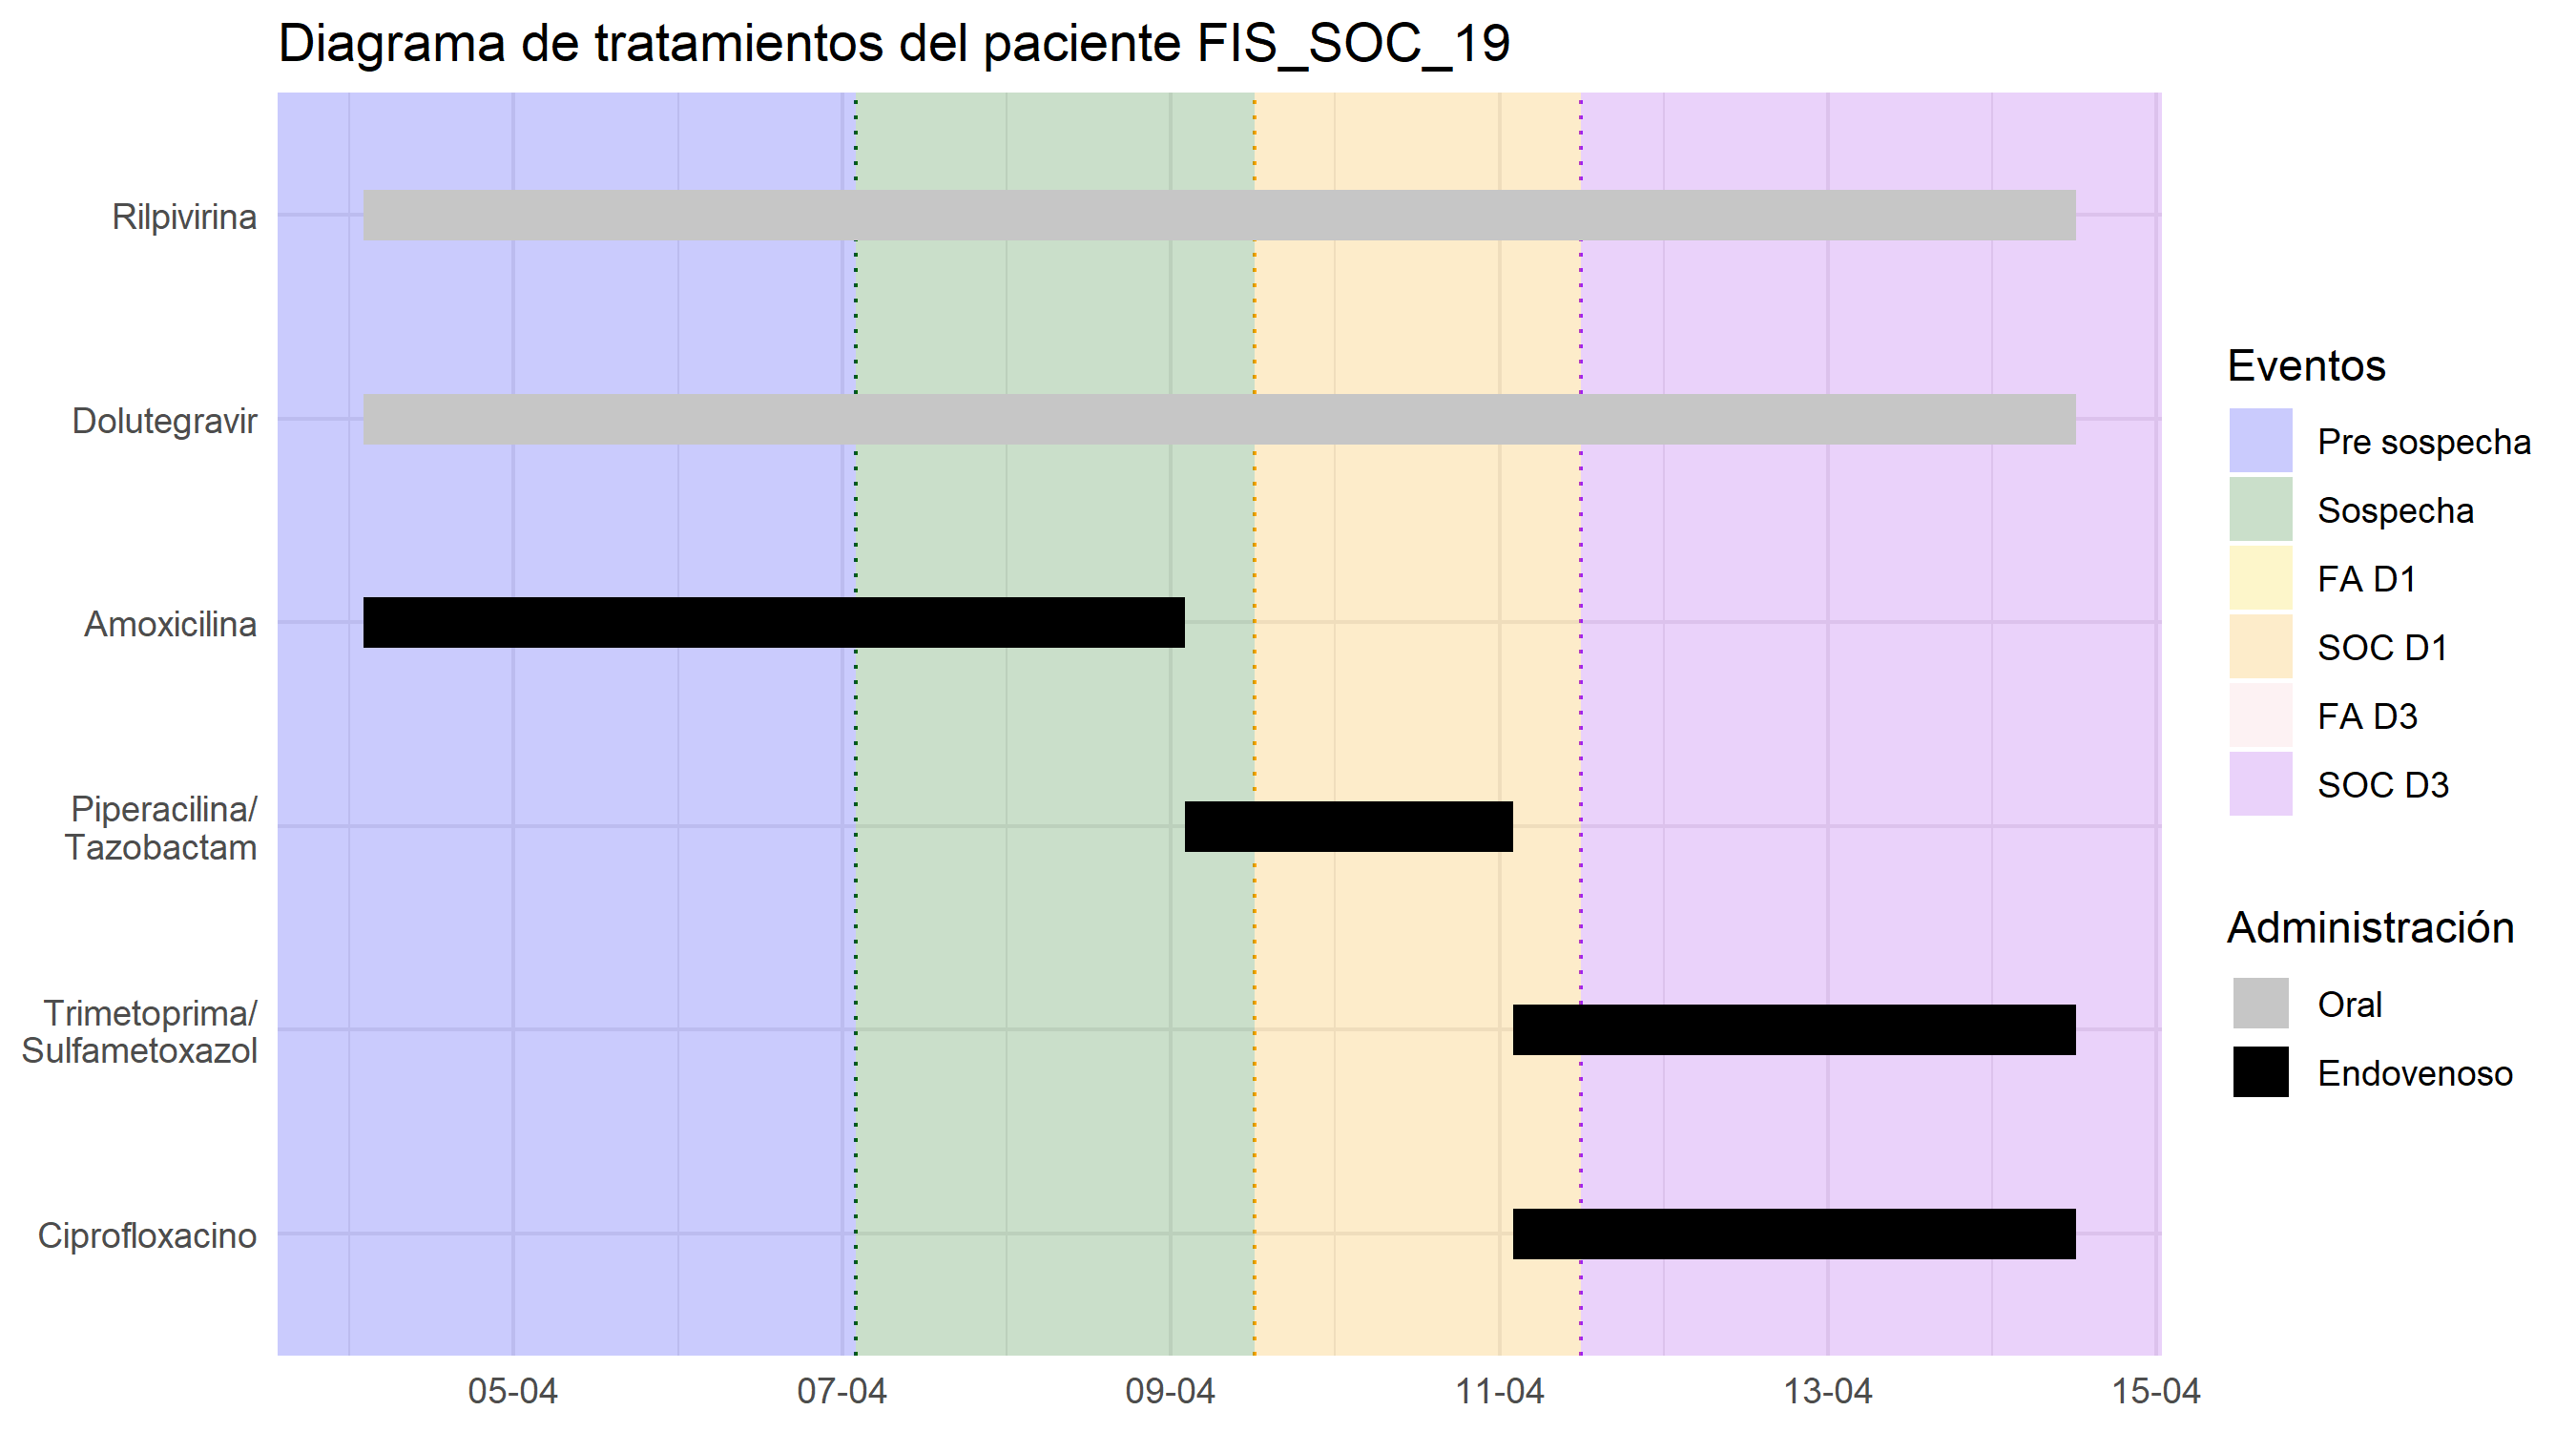 Diagrama de tratamientos del paciente FIS_SOC_19
Rilpivirina
Dolutegravir
Amoxicilina
Piperacilina/
Tazobactam
Trimetoprima/
Sulfametoxazol
Ciprofloxacino
05-04
07-04
09-04
11-04
13-04
15-04
Eventos
Pre sospecha
Sospecha
FA D1
SOC D1
FA D3
SOC D3
Administración
Oral
Endovenoso